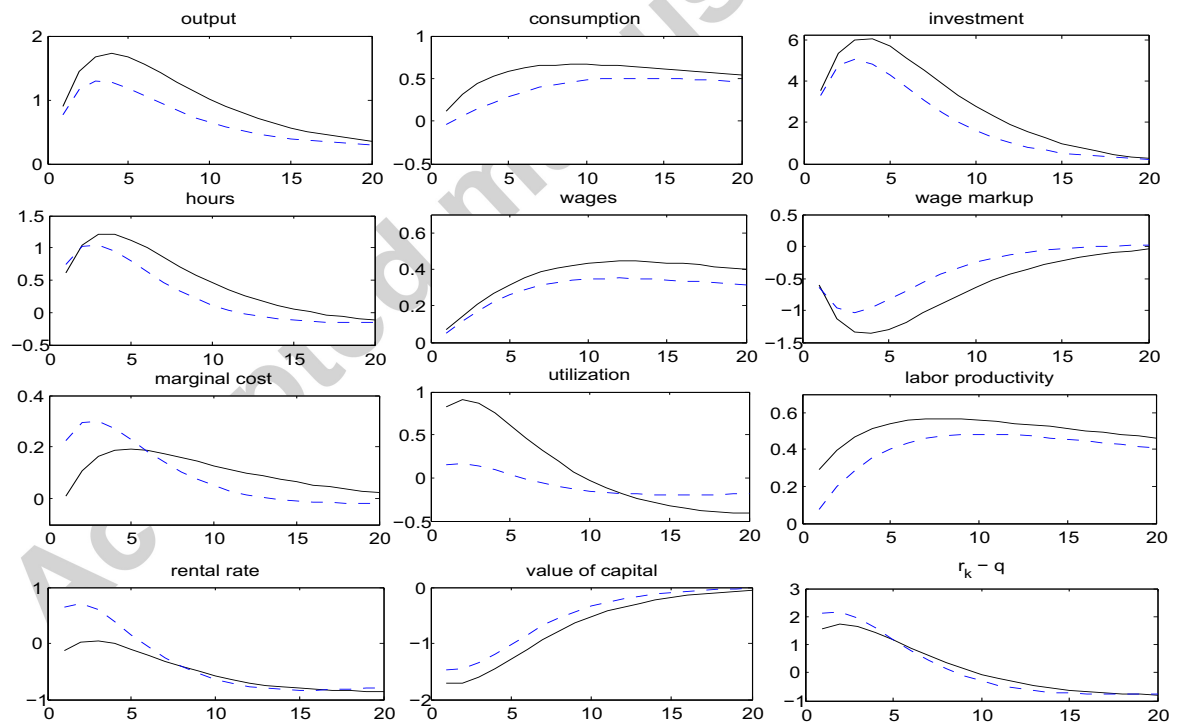 output
2
1
0
0 5 10 15 20
consumption
1
0.5
0
−0.5
0 5 10 15 20
investment
6
4
2
0
0 5 10 15 20
hours
1.5
1
0.5
0
−0.5
0 5 10 15 20
wages
0.6
0.4
0.2
0
0 5 10 15 20
wage markup
0.5
0
−0.5
−1
−1.5
0 5 10 15 20
marginal cost
0.4
0.2
0
0 5 10 15 20
utilization
1
0.5
0
−0.5
0 5 10 15 20
labor productivity
0.6
0.4
0.2
0
0 5 10 15 20
rental rate
1
0
−1
0 5 10 15 20
value of capital
0
−1
−2
0 5 10 15 20
r_k − q
3
2
1
0
−1
0 5 10 15 20